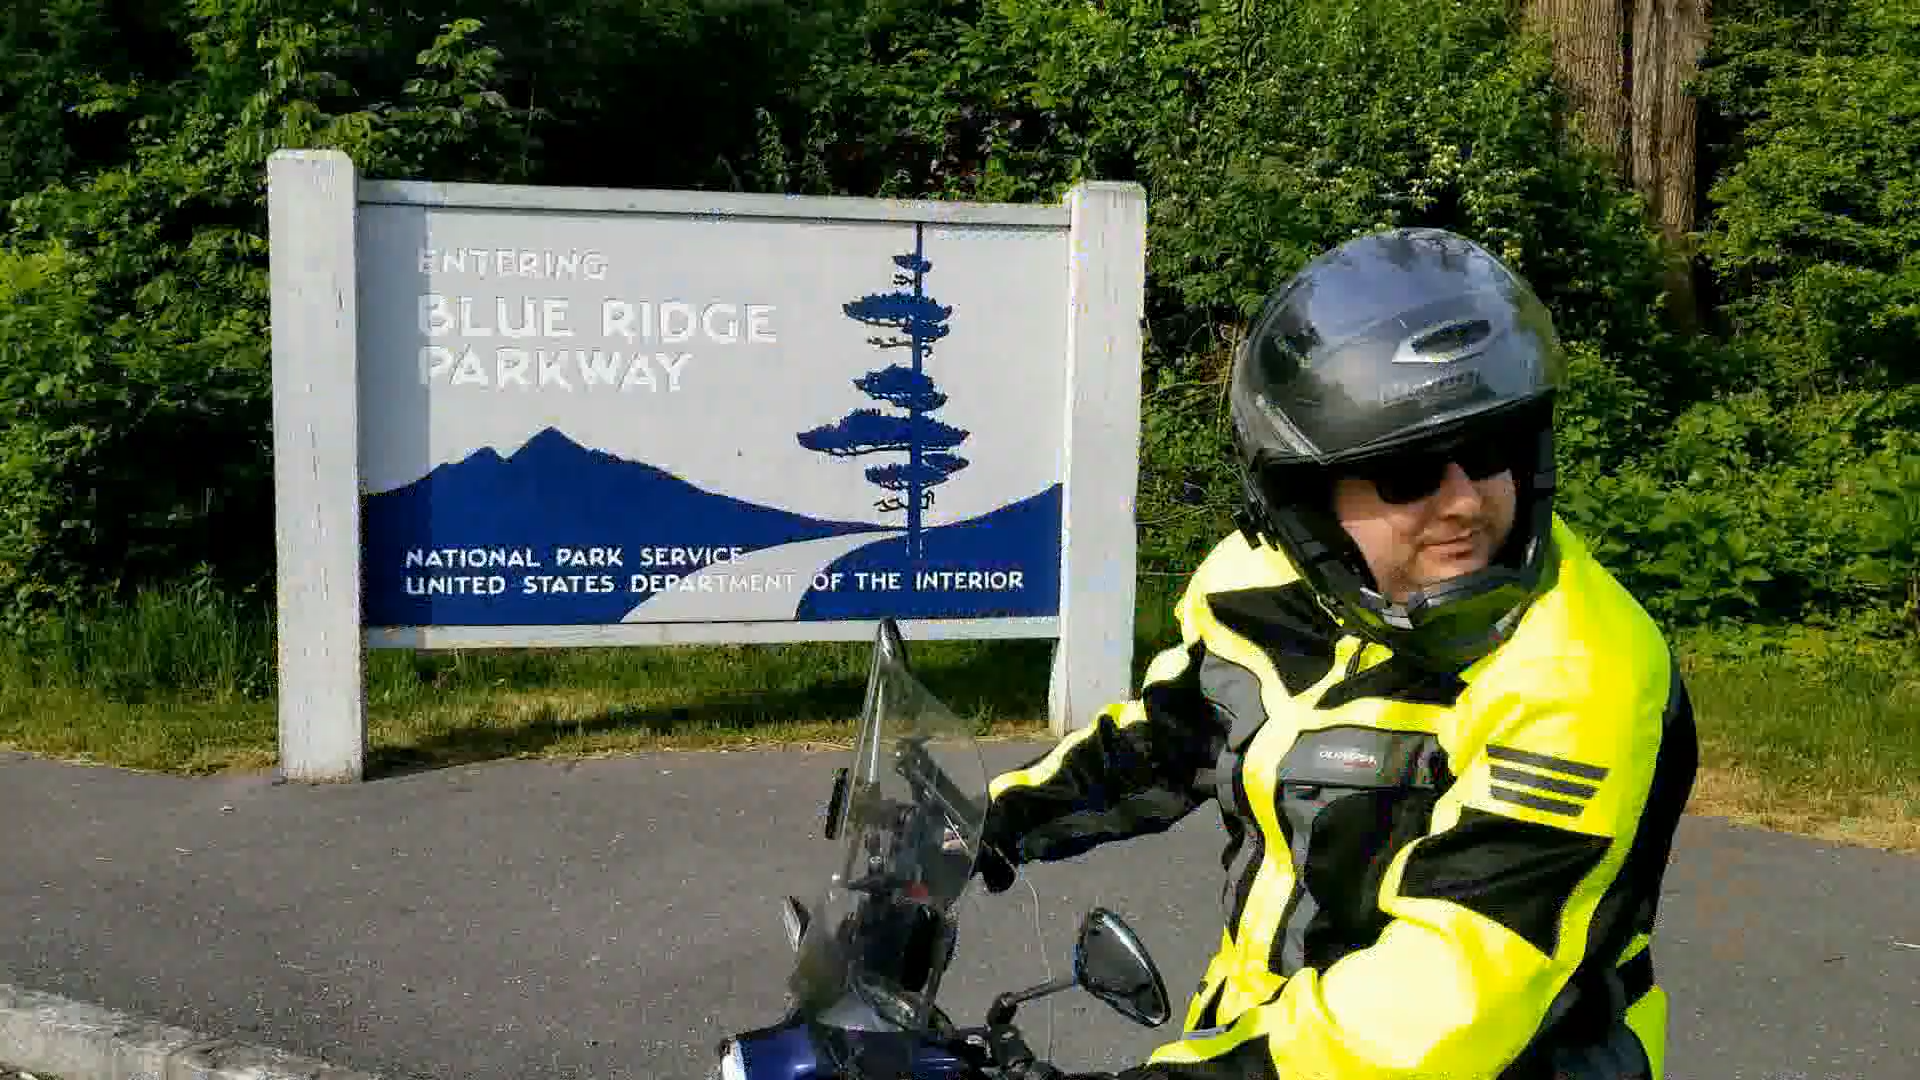 ENTERING
BLUE RIDGE
PARKWAY
NATIONAL PARK SERVICE
UNITED STATES DEPARTMENT OF THE INTERIOR